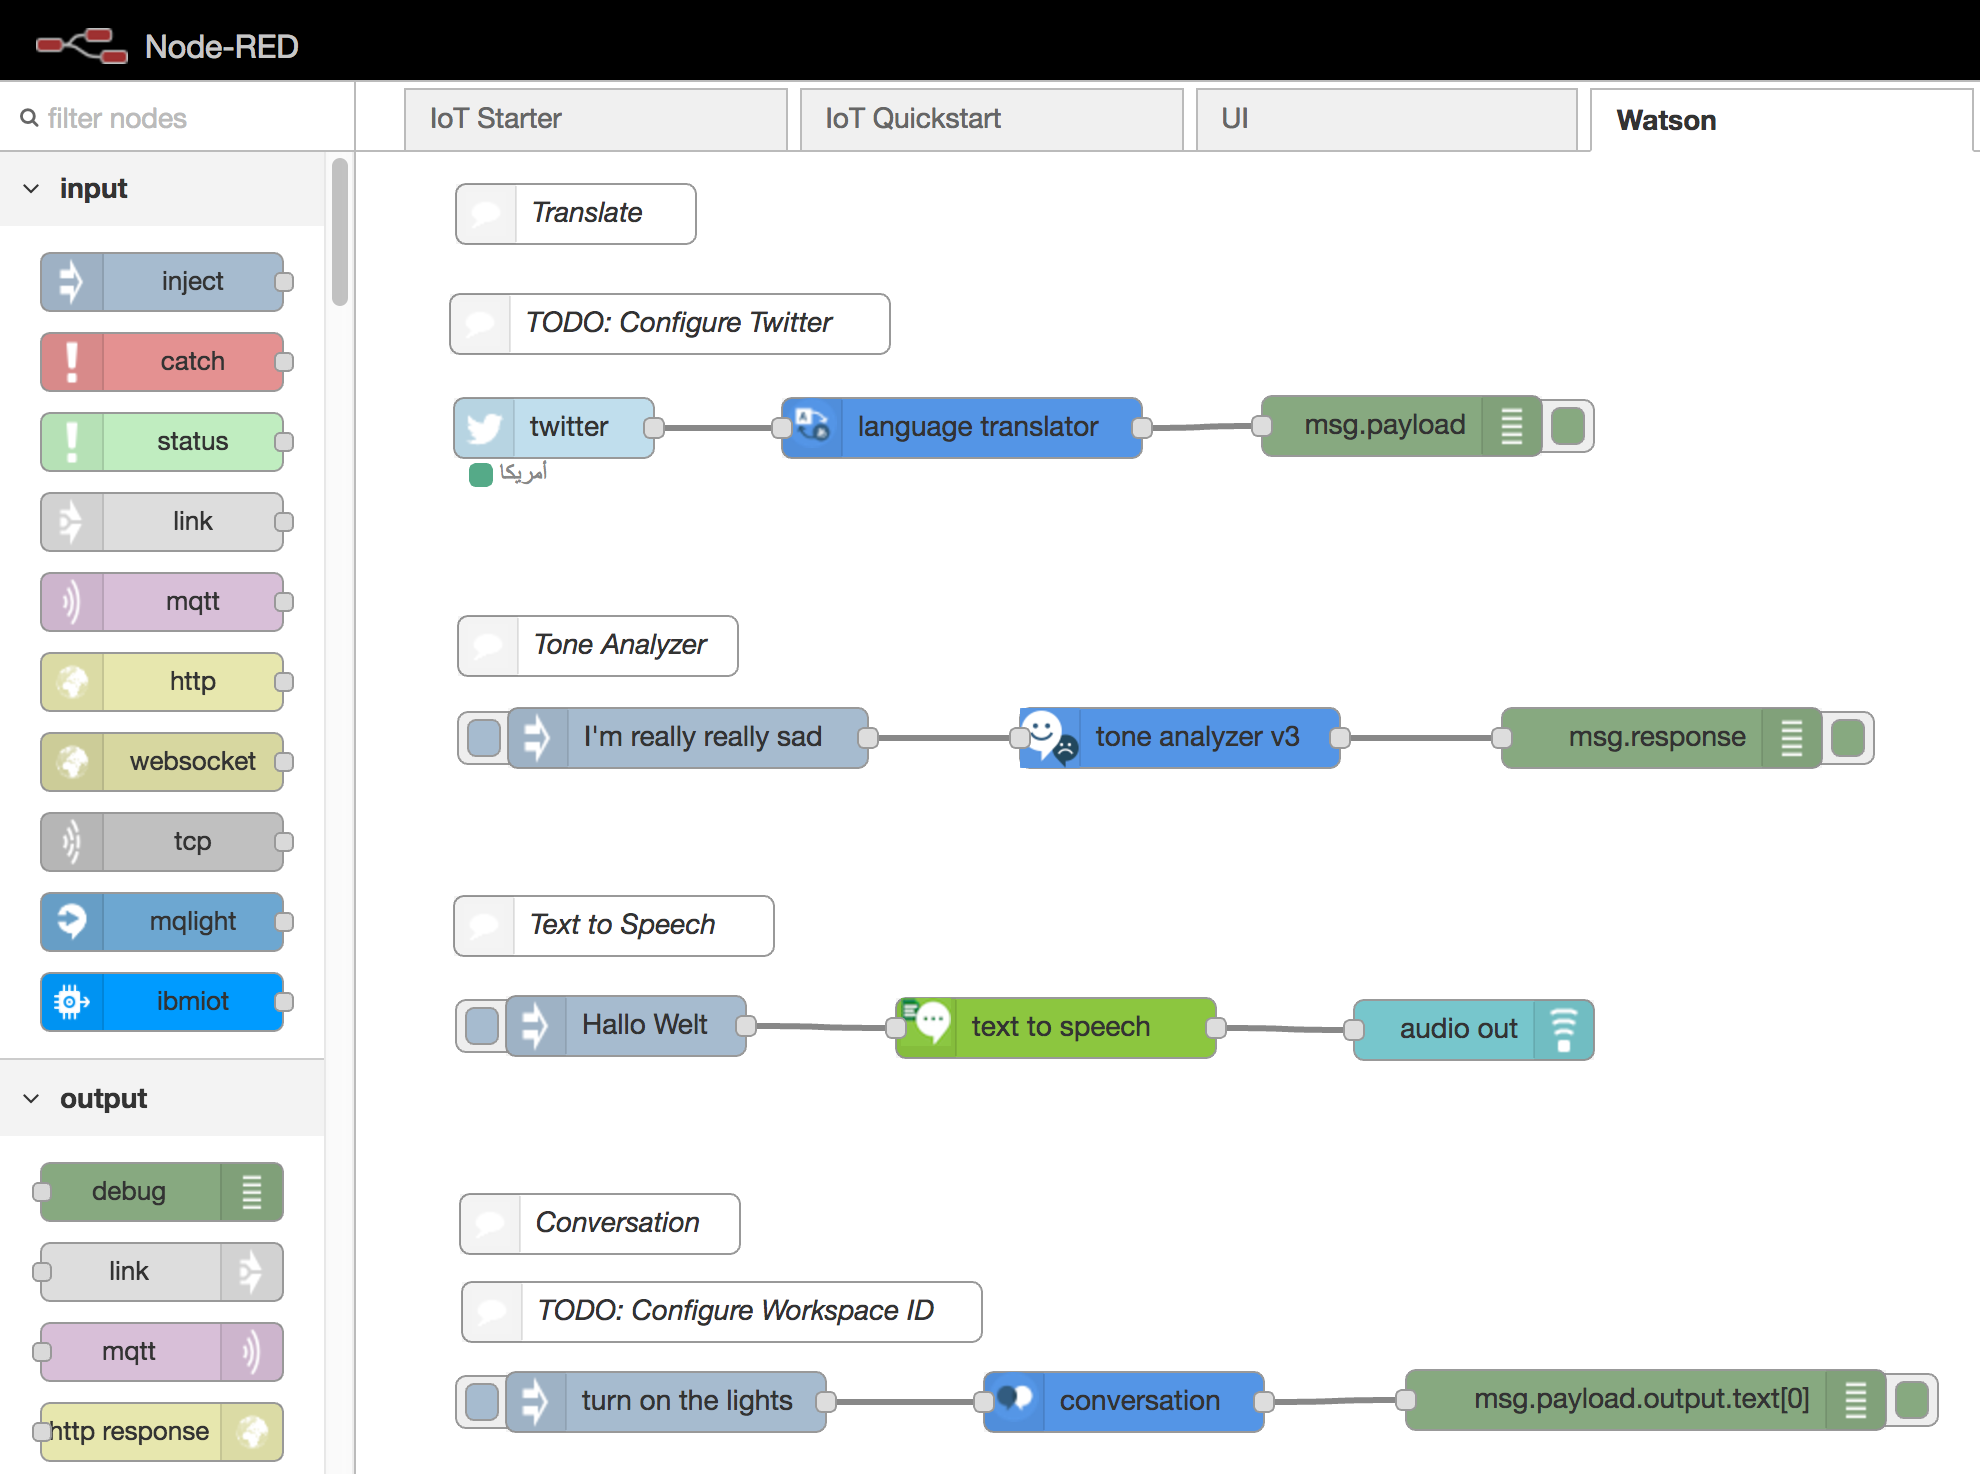 Node-RED
filter nodes
IoT Starter
IoT Quickstart
UI
Watson
input
inject
catch
status
link
mqtt
http
websocket
tcp
mqlight
ibmiot
output
debug
link
mqtt
http response
Translate
TODO: Configure Twitter
twitter
language translator
msg.payload
أمريكا
Tone Analyzer
I'm really really sad
tone analyzer v3
msg.response
Text to Speech
Hallo Welt
text to speech
audio out
Conversation
TODO: Configure Workspace ID
turn on the lights
conversation
msg.payload.output.text[0]